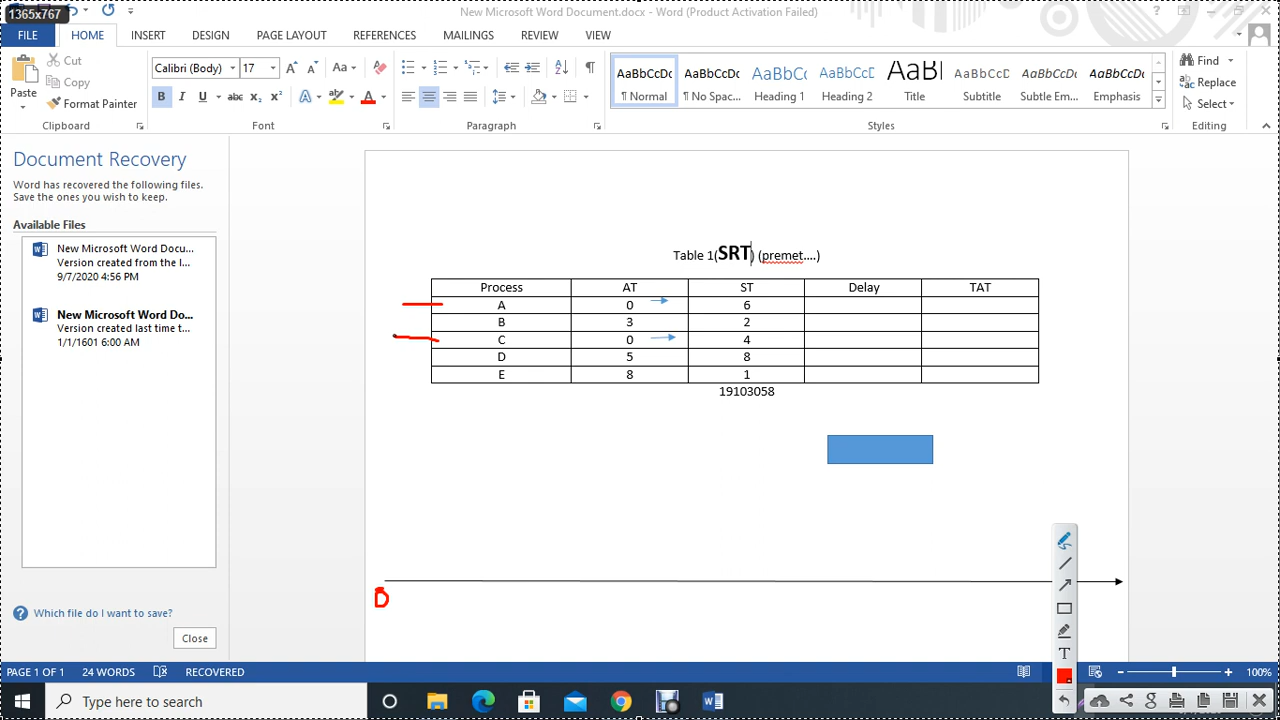 1365x767
New Microsoft Word Document.docx - Word (Product Activation Failed)
FILE HOME INSERT DESIGN PAGE LAYOUT REFERENCES MAILINGS REVIEW VIEW
Cut
Copy
Format Painter
Paste
Clipboard
Calibri (Body) 17
Font
Paragraph
AaBbCcDc AaBbCcDc AaBbCc AaBbCcC AaBl AaBbCcD AaBbCcDc AaBbCcDc
¶ Normal ¶ No Spac... Heading 1 Heading 2 Title Subtitle Subtle Em... Emphasis
Styles
Find
Replace
Select
Editing
Document Recovery
Word has recovered the following files.
Save the ones you wish to keep.
Available Files
New Microsoft Word Docu...
Version created from the l...
9/7/2020 4:56 PM
New Microsoft Word Do...
Version created last time t...
1/1/1601 6:00 AM
Which file do I want to save?
Close
Table 1(SRT) (premet....)
Process AT ST Delay TAT
A 0 6
B 3 2
C 0 4
D 5 8
E 8 1
19103058
PAGE 1 OF 1 24 WORDS RECOVERED
100%
Type here to search